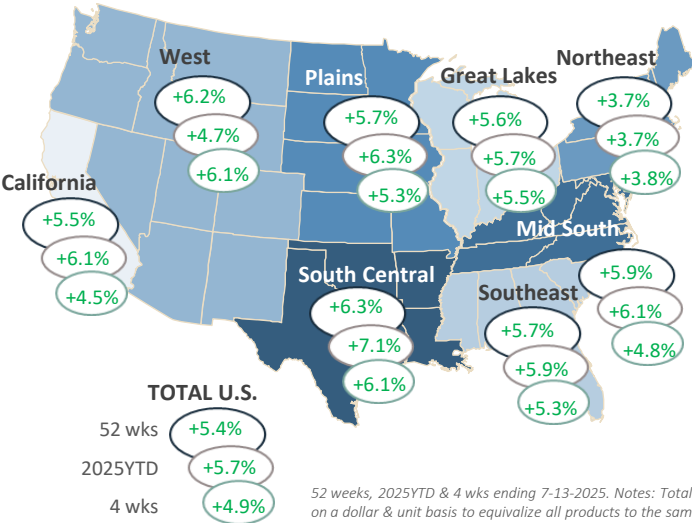 West
+6.2%
+4.7%
+6.1%
Plains
+5.7%
+6.3%
+5.3%
Great Lakes
+5.6%
+5.7%
+5.5%
Northeast
+3.7%
+3.7%
+3.8%
California
+5.5%
+6.1%
+4.5%
Mid South
+5.9%
+6.1%
+4.8%
South Central
+6.3%
+7.1%
+6.1%
Southeast
+5.7%
+5.9%
+5.3%
TOTAL U.S.
52 wks +5.4%
2025YTD +5.7%
4 wks +4.9%
52 weeks, 2025YTD & 4 wks ending 7-13-2025. Notes: Total
on a dollar & unit basis to equivalize all products to the sam